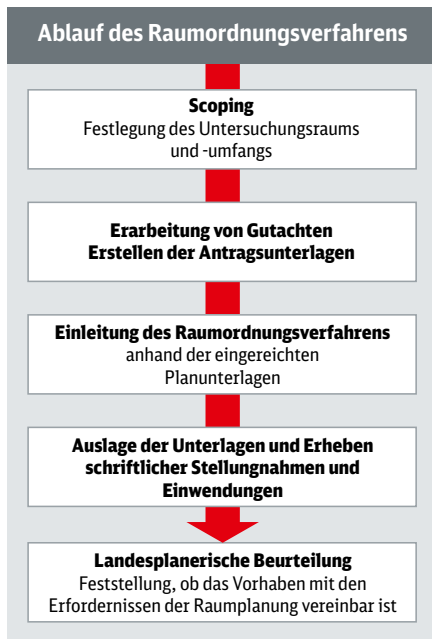 Ablauf des Raumordnungsverfahrens
Scoping
Festlegung des Untersuchungsraums
und -umfangs
Erarbeitung von Gutachten
Erstellen der Antragsunterlagen
Einleitung des Raumordnungsverfahrens
anhand der eingereichten
Planunterlagen
Auslage der Unterlagen und Erheben
schriftlicher Stellungnahmen und
Einwendungen
Landesplanerische Beurteilung
Feststellung, ob das Vorhaben mit den
Erfordernissen der Raumplanung vereinbar ist